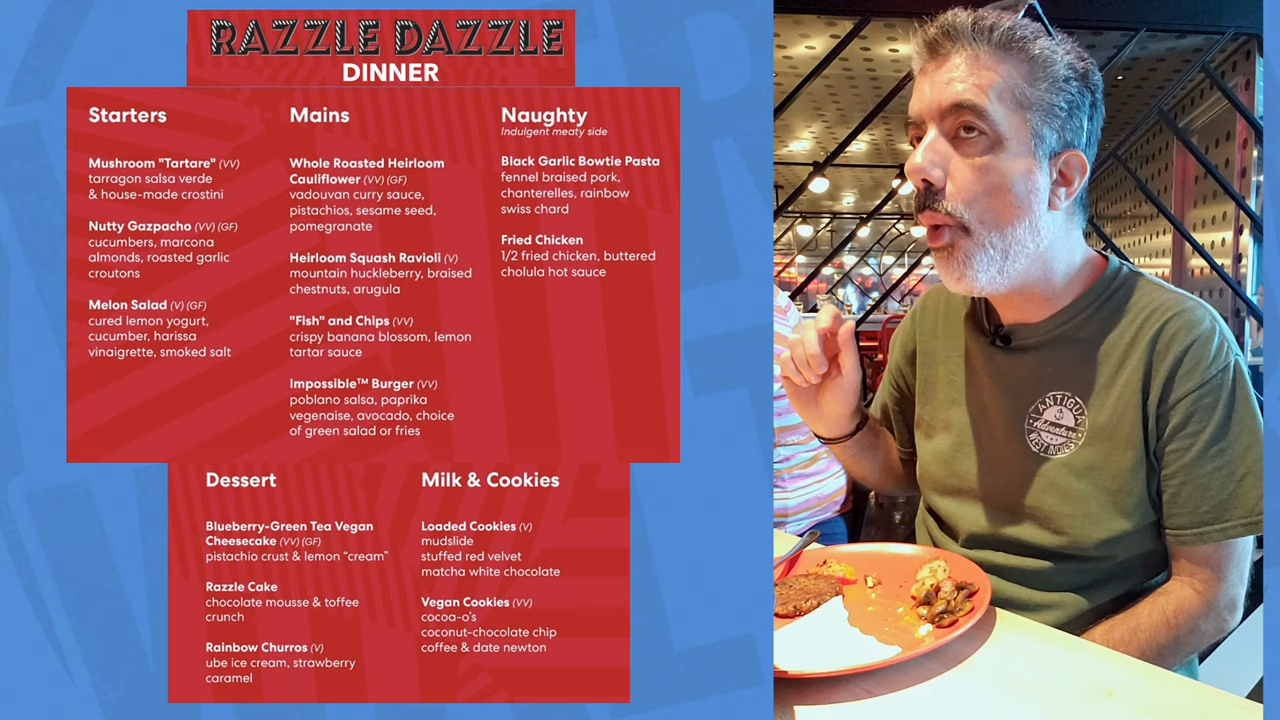 RAZZLE DAZZLE
DINNER
Starters
Mushroom "Tartare" (VV)
tarragon salsa verde
& house-made crostini
Nutty Gazpacho (VV) (GF)
cucumbers, marcona
almonds, roasted garlic
croutons
Melon Salad (V) (GF)
cured lemon yogurt,
cucumber, harissa
vinaigrette, smoked salt
Mains
Whole Roasted Heirloom
Cauliflower (VV) (GF)
vadouvan curry sauce,
pistachios, sesame seed,
pomegranate
Heirloom Squash Ravioli (V)
mountain huckleberry, braised
chestnuts, arugula
"Fish" and Chips (VV)
crispy banana blossom, lemon
tartar sauce
Impossible™ Burger (VV)
poblano salsa, paprika
vegenaise, avocado, choice
of green salad or fries
Naughty
Indulgent meaty side
Black Garlic Bowtie Pasta
fennel braised pork,
chanterelles, rainbow
swiss chard
Fried Chicken
1/2 fried chicken, buttered
cholula hot sauce
Dessert
Blueberry-Green Tea Vegan
Cheesecake (VV) (GF)
pistachio crust & lemon “cream”
Razzle Cake
chocolate mousse & toffee
crunch
Rainbow Churros (V)
ube ice cream, strawberry
caramel
Milk & Cookies
Loaded Cookies (V)
mudslide
stuffed red velvet
matcha white chocolate
Vegan Cookies (VV)
cocoa-o's
coconut-chocolate chip
coffee & date newton
ANTIGUA
Adventure
WEST INDIES